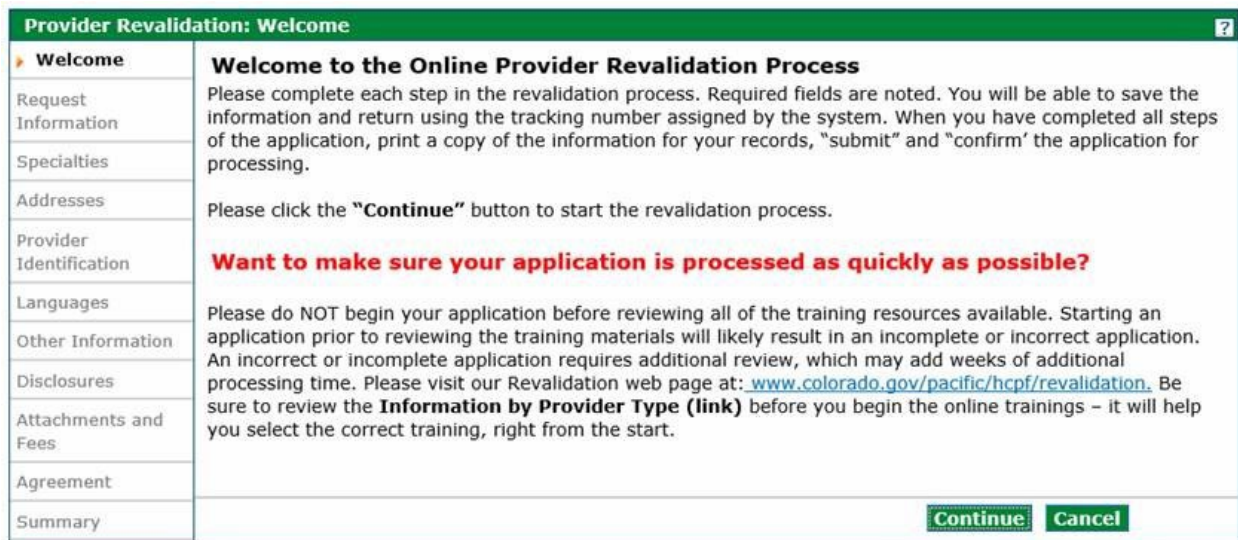 Provider Revalidation: Welcome
?
Welcome
Request
Information
Specialties
Addresses
Provider
Identification
Languages
Other Information
Disclosures
Attachments and
Fees
Agreement
Summary
Welcome to the Online Provider Revalidation Process
Please complete each step in the revalidation process. Required fields are noted. You will be able to save the
information and return using the tracking number assigned by the system. When you have completed all steps
of the application, print a copy of the information for your records, “submit” and “confirm’ the application for
processing.
Please click the “Continue” button to start the revalidation process.
Want to make sure your application is processed as quickly as possible?
Please do NOT begin your application before reviewing all of the training resources available. Starting an
application prior to reviewing the training materials will likely result in an incomplete or incorrect application.
An incorrect or incomplete application requires additional review, which may add weeks of additional
processing time. Please visit our Revalidation web page at: www.colorado.gov/pacific/hcpf/revalidation. Be
sure to review the Information by Provider Type (link) before you begin the online trainings – it will help
you select the correct training, right from the start.
Continue Cancel